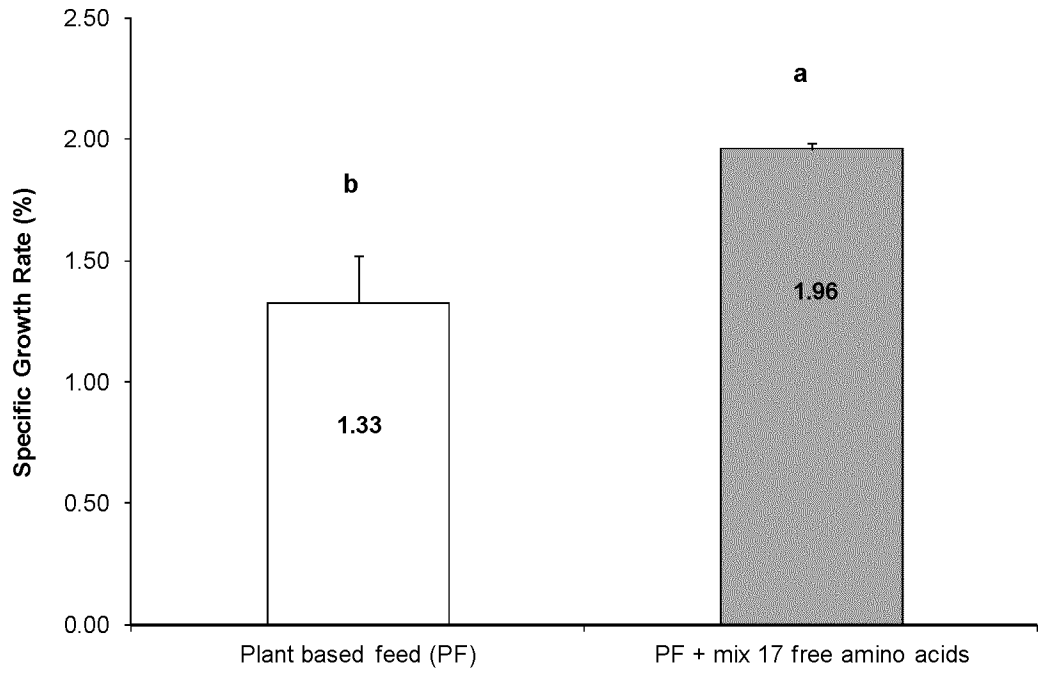 2.50
a
2.00
b
1.50
1.96
1.00
1.33
0.50
0.00
Specific Growth Rate (%)
Plant based feed (PF)
PF + mix 17 free amino acids